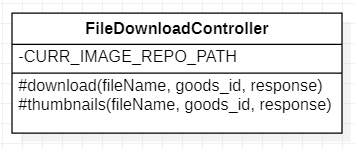 FileDownloadController
-CURR_IMAGE_REPO_PATH
#download(fileName, goods_id, response)
#thumbnails(fileName, goods_id, response)